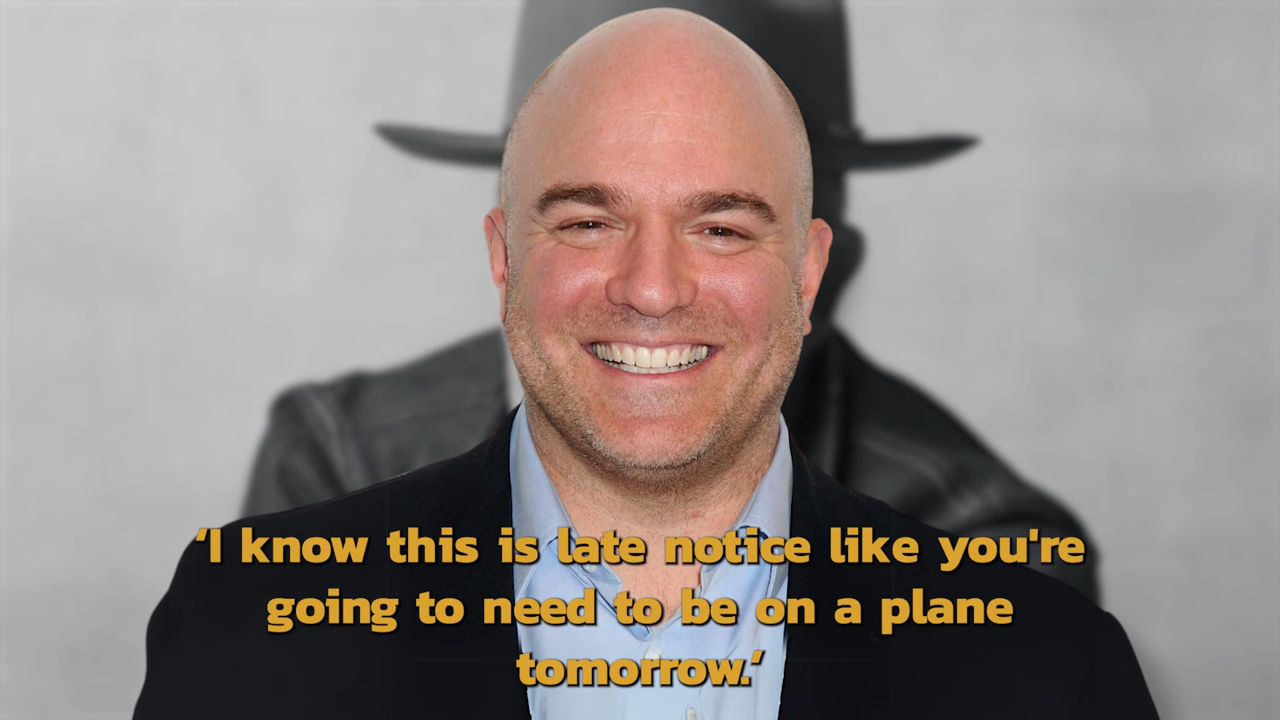 ‘I know this is late notice like you're
going to need to be on a plane
tomorrow.’